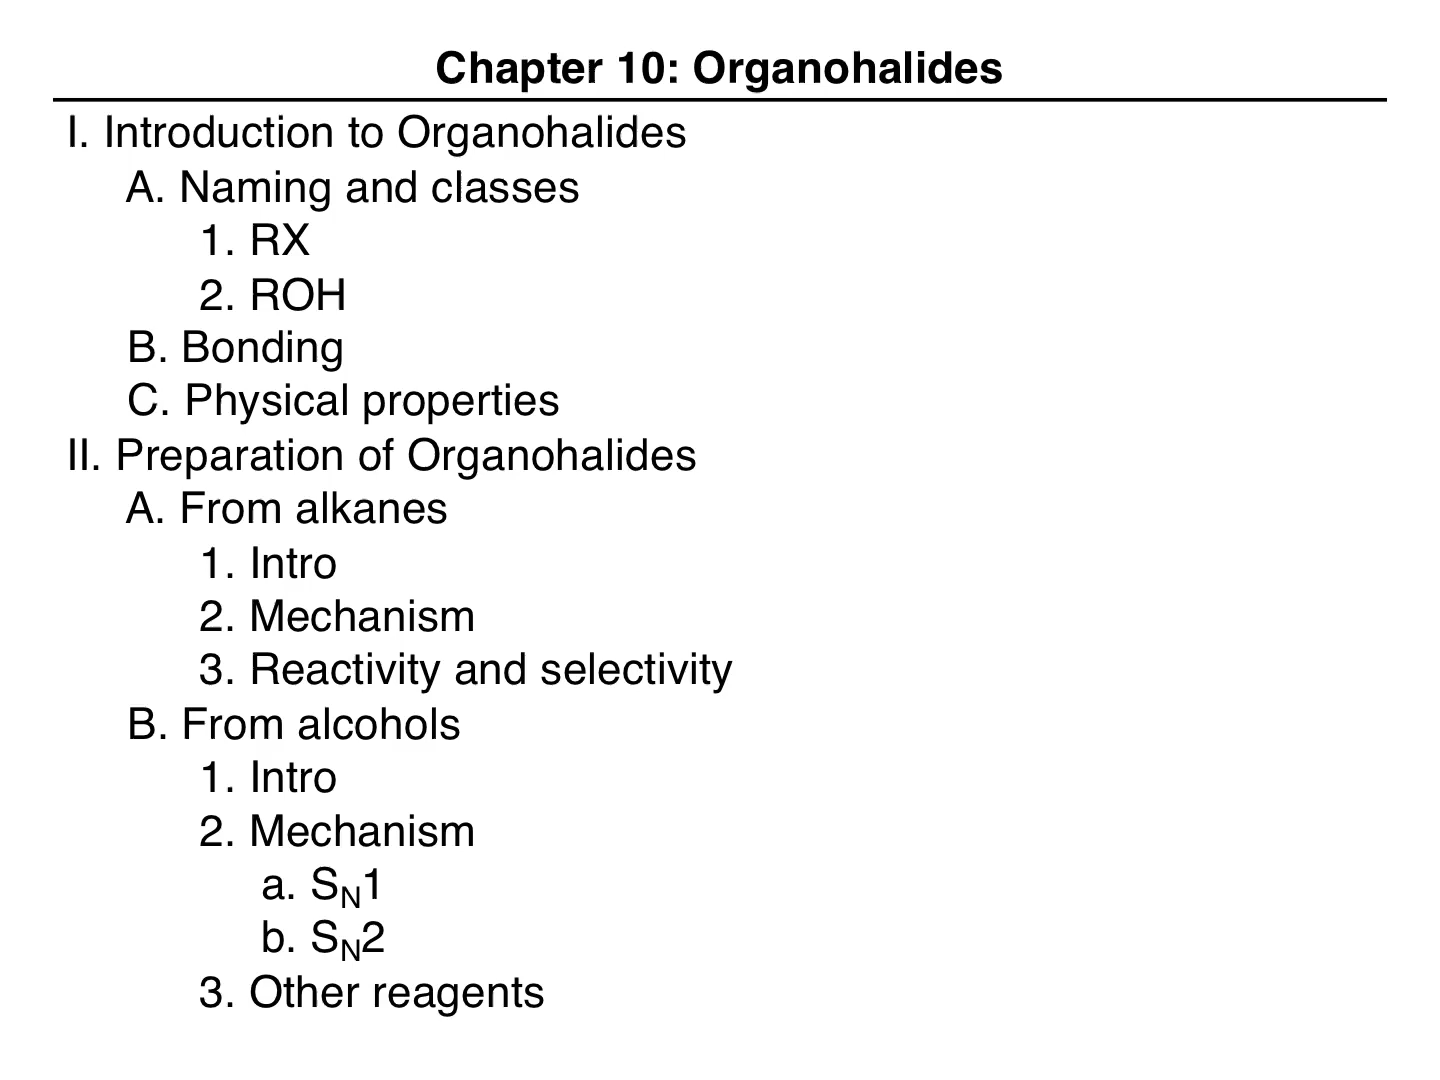 Chapter 10: Organohalides
I. Introduction to Organohalides
A. Naming and classes
1. RX
2. ROH
B. Bonding
C. Physical properties
II. Preparation of Organohalides
A. From alkanes
1. Intro
2. Mechanism
3. Reactivity and selectivity
B. From alcohols
1. Intro
2. Mechanism
a. SN1
b. SN2
3. Other reagents